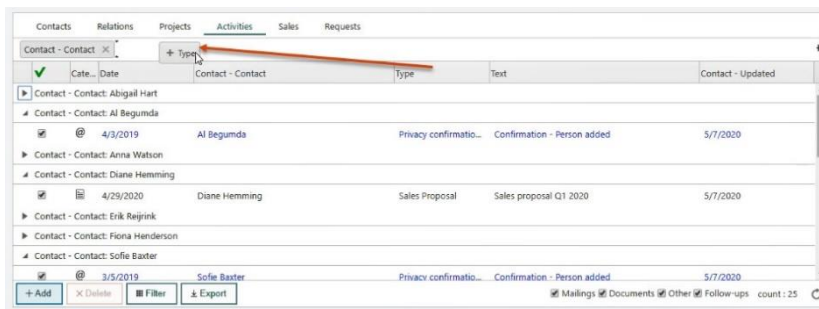 Contacts Relations Projects Activities Sales Requests
Contact - Contact × + Type
Cate... Date Contact - Contact Type Text Contact - Updated
Contact - Contact: Abigail Hart
Contact - Contact: Al Begumda
@ 4/3/2019 Al Begumda Privacy confirmatio... Confirmation - Person added 5/7/2020
Contact - Contact: Anna Watson
Contact - Contact: Diane Hemming
4/29/2020 Diane Hemming Sales Proposal Sales proposal Q1 2020 5/7/2020
Contact - Contact: Erik Reijrink
Contact - Contact: Fiona Henderson
Contact - Contact: Sofie Baxter
@ 3/5/2019 Sofie Baxter Privacy confirmatio... Confirmation - Person added 5/7/2020
+ Add × Delete Filter Export Mailings Documents Other Follow-ups count : 25